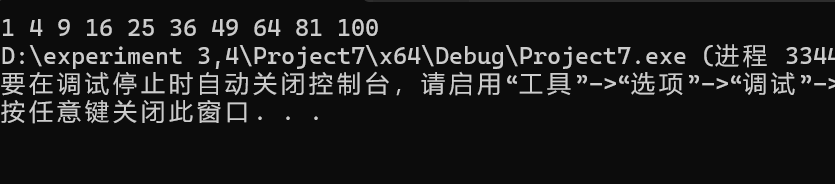 1 4 9 16 25 36 49 64 81 100
D:\experiment 3,4\Project7\x64\Debug\Project7.exe (进程 3344
要在调试停止时自动关闭控制台，请启用“工具”->“选项”->“调试”->
按任意键关闭此窗口. . .